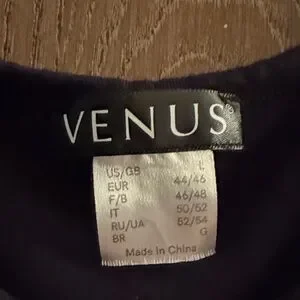 VENUS
US/GB L
EUR 44/46
F/B 46/48
IT 50/52
RU/UA 52/54
BR G
Made in China